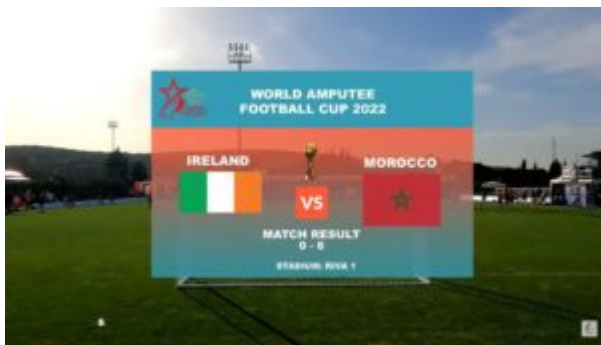 WORLD AMPUTEE
FOOTBALL CUP 2022
IRELAND
MOROCCO
VS
MATCH RESULT
0 - 6
STADIUM: RIVA 1